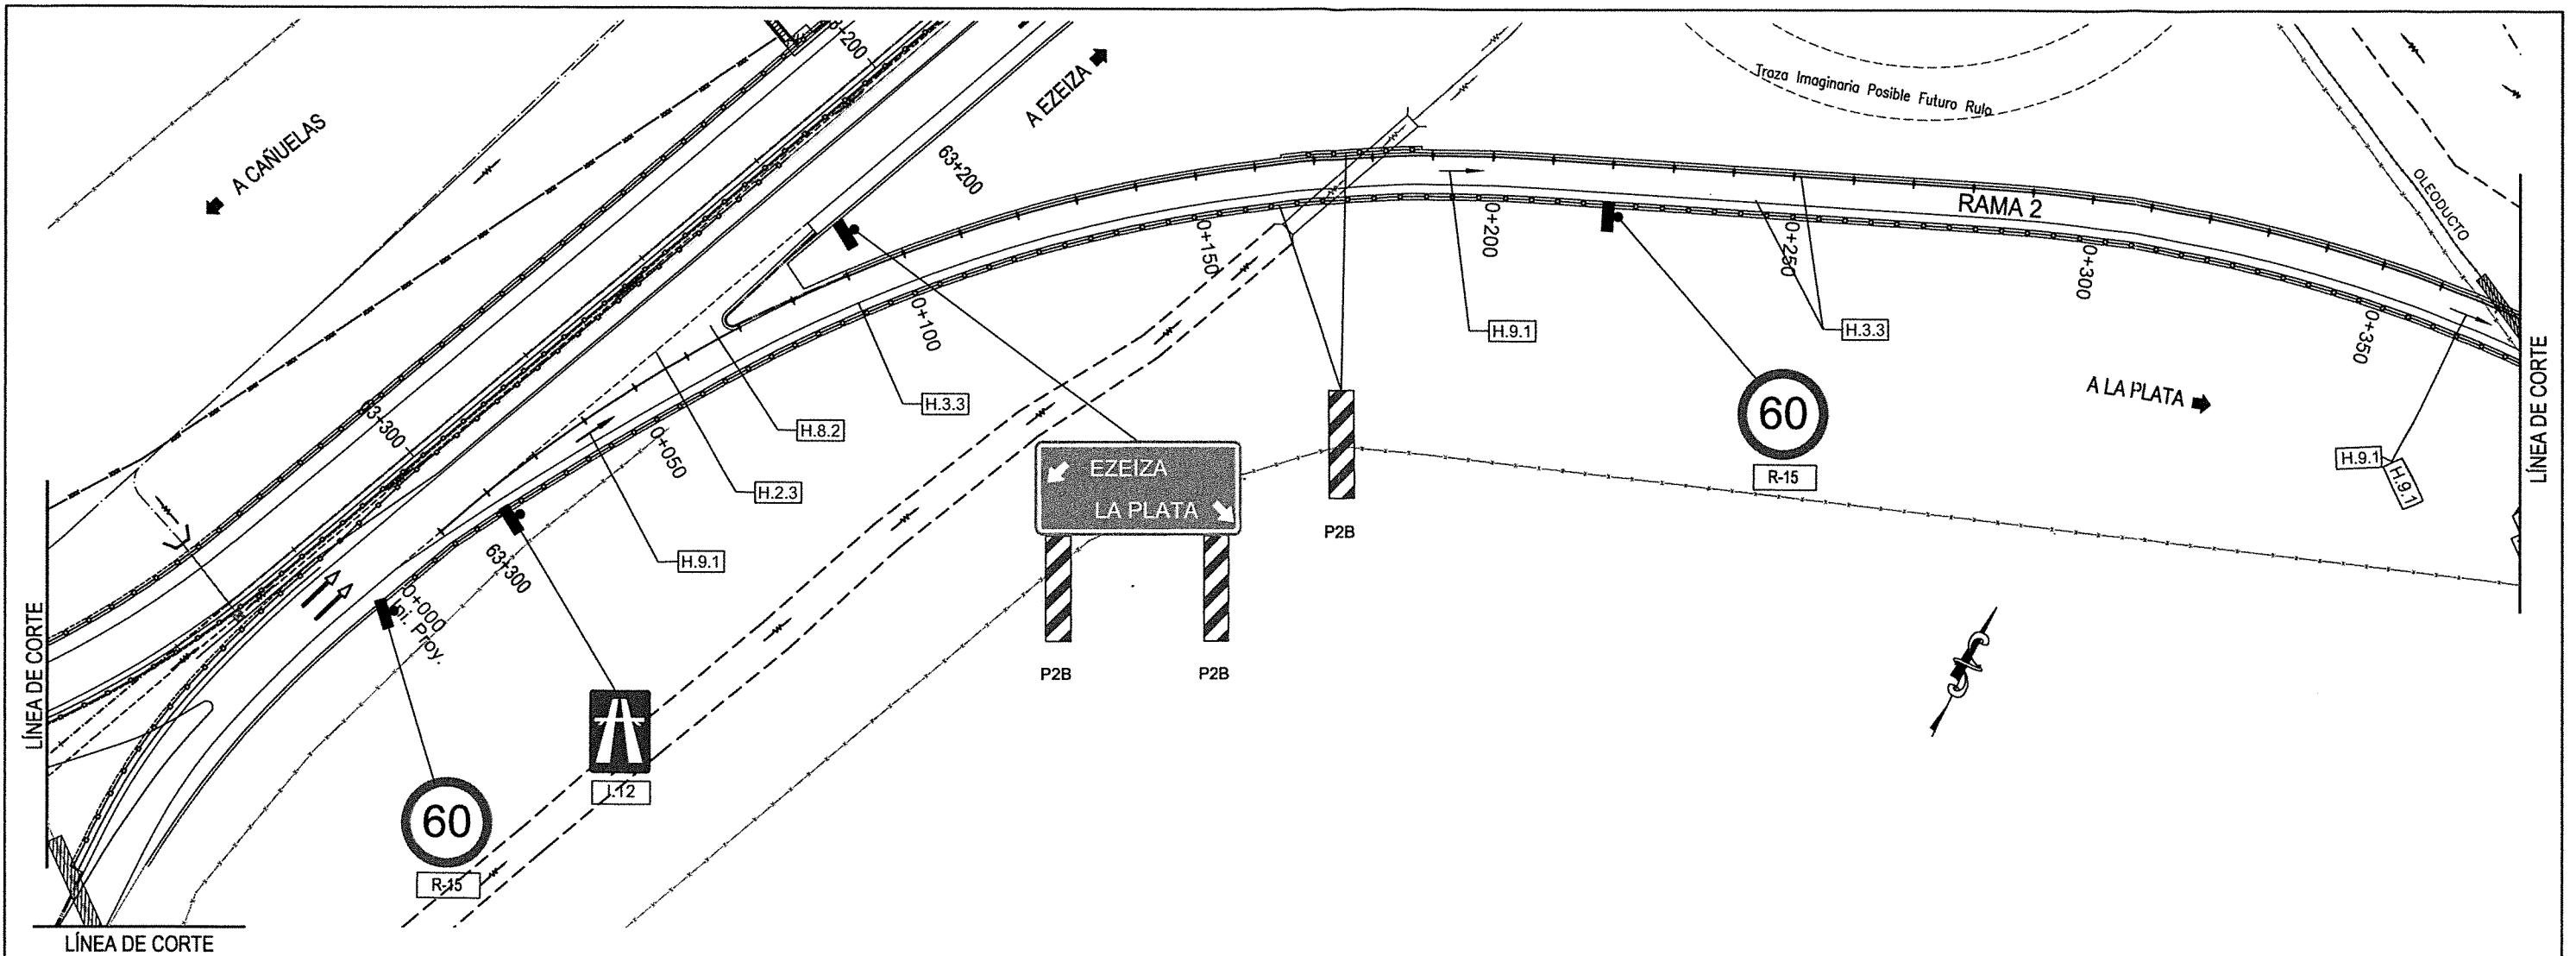 Traza Imaginaria Posible Futuro Rulo
A CAÑUELAS
A EZEIZA
63+200
OLEODUCTO
RAMA 2
0+150
0+200
0+250
0+300
0+350
H.9.1
H.3.3
0+100
H.3.3
H.8.2
A LA PLATA
LÍNEA DE CORTE
63+300
0+050
H.2.3
60
R-15
H.9.1
H.9.1
EZEIZA
LA PLATA
P2B
H.9.1
63+300
0+000
Ini. Proy.
P2B
P2B
LÍNEA DE CORTE
I.12
60
R-15
LÍNEA DE CORTE